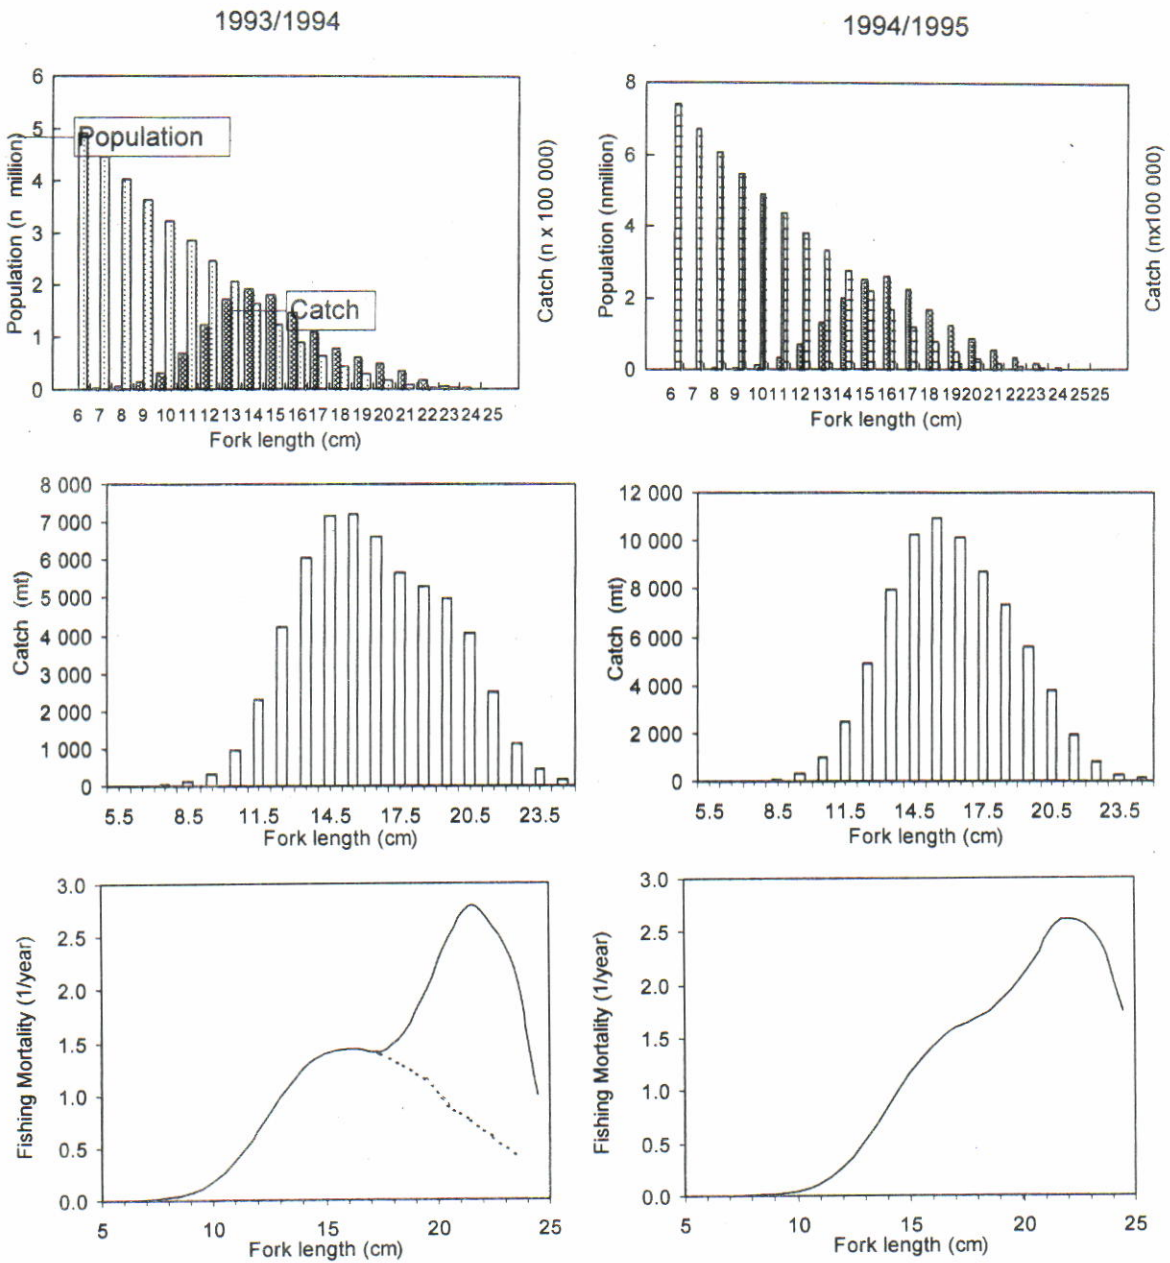 1993/1994
1994/1995
6
5
4
3
2
1
0
Population (n million)
Population
Catch
Catch (n x 100 000)
6 7 8 9 10 11 12 13 14 15 16 17 18 19 20 21 22 23 24 25
Fork length (cm)
8
6
4
2
0
Population (nmillion)
Catch (nx100 000)
6 7 8 9 10 11 12 13 14 15 16 17 18 19 20 21 22 23 24 25 25
Fork length (cm)
8 000
7 000
6 000
5 000
4 000
3 000
2 000
1 000
0
Catch (mt)
5.5 8.5 11.5 14.5 17.5 20.5 23.5
Fork length (cm)
12 000
10 000
8 000
6 000
4 000
2 000
0
Catch (mt)
5.5 8.5 11.5 14.5 17.5 20.5 23.5
Fork length (cm)
3.0
2.5
2.0
1.5
1.0
0.5
0.0
Fishing Mortality (1/year)
5 10 15 20 25
Fork length (cm)
3.0
2.5
2.0
1.5
1.0
0.5
0.0
Fishing Mortality (1/year)
5 10 15 20 25
Fork length (cm)